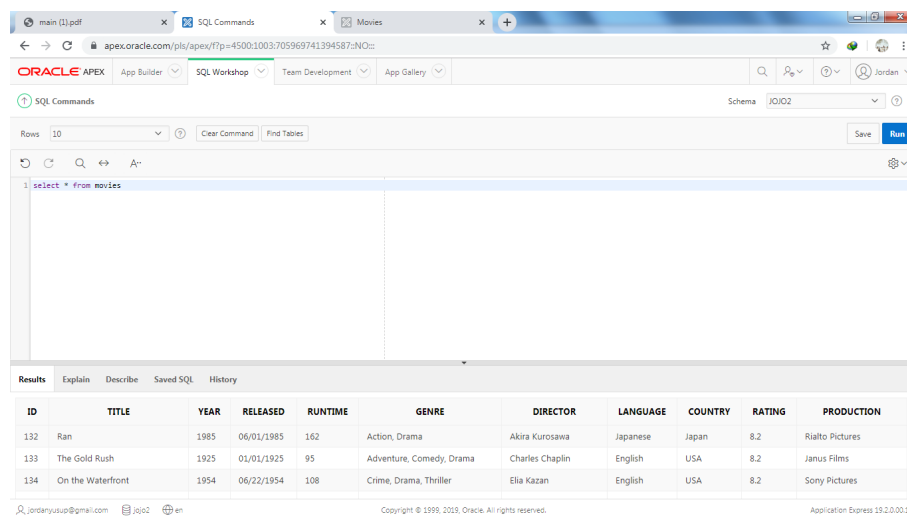 main (1).pdf
SQL Commands
Movies
apex.oracle.com/pls/apex/f?p=4500:1003:705969741394587::NO:::
ORACLE APEX App Builder SQL Workshop Team Development App Gallery Jordan
SQL Commands Schema JOJO2
Rows 10 Clear Command Find Tables Save Run
A··
1 select * from movies
Results Explain Describe Saved SQL History
ID TITLE YEAR RELEASED RUNTIME GENRE DIRECTOR LANGUAGE COUNTRY RATING PRODUCTION
132 Ran 1985 06/01/1985 162 Action, Drama Akira Kurosawa Japanese Japan 8.2 Rialto Pictures
133 The Gold Rush 1925 01/01/1925 95 Adventure, Comedy, Drama Charles Chaplin English USA 8.2 Janus Films
134 On the Waterfront 1954 06/22/1954 108 Crime, Drama, Thriller Elia Kazan English USA 8.2 Sony Pictures
jordanyusup@gmail.com jojo2 en Copyright © 1999, 2019, Oracle. All rights reserved. Application Express 19.2.0.00.1